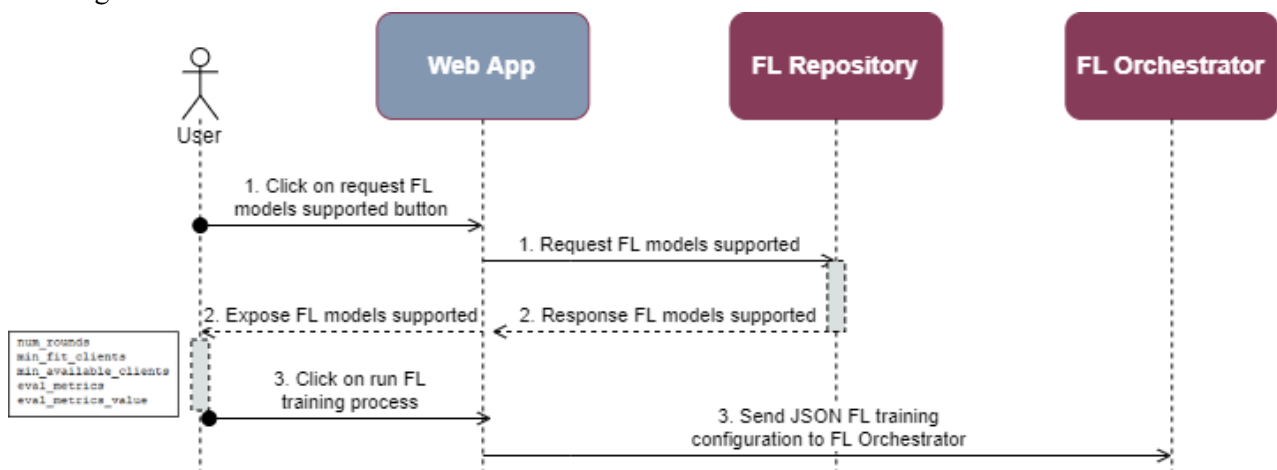 Web App
FL Repository
FL Orchestrator
User
1. Click on request FL
models supported button
1. Request FL models supported
2. Expose FL models supported
2. Response FL models supported
num_rounds
min_fit_clients
min_available_clients
eval_metrics
eval_metrics_value
3. Click on run FL
training process
3. Send JSON FL training
configuration to FL Orchestrator